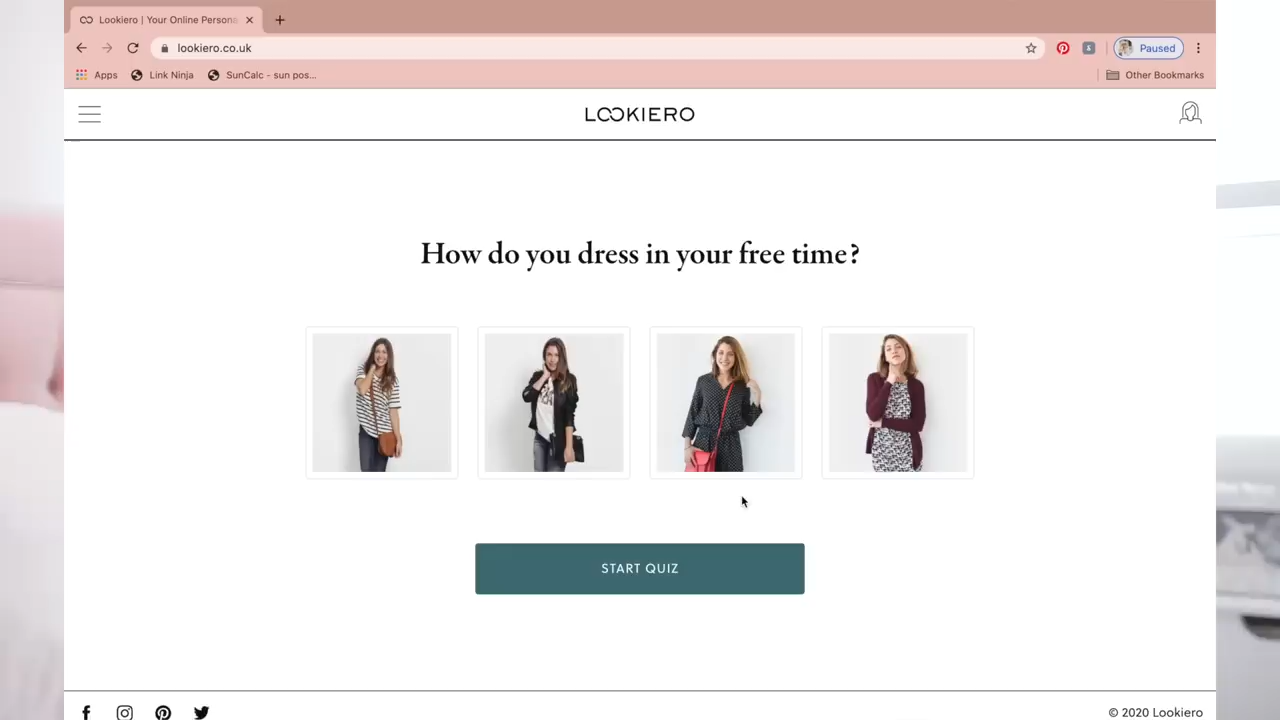 Lookiero | Your Online Persona
lookiero.co.uk
Paused
Apps
Link Ninja
SunCalc - sun pos...
Other Bookmarks
LOOKIERO
How do you dress in your free time?
START QUIZ
© 2020 Lookiero